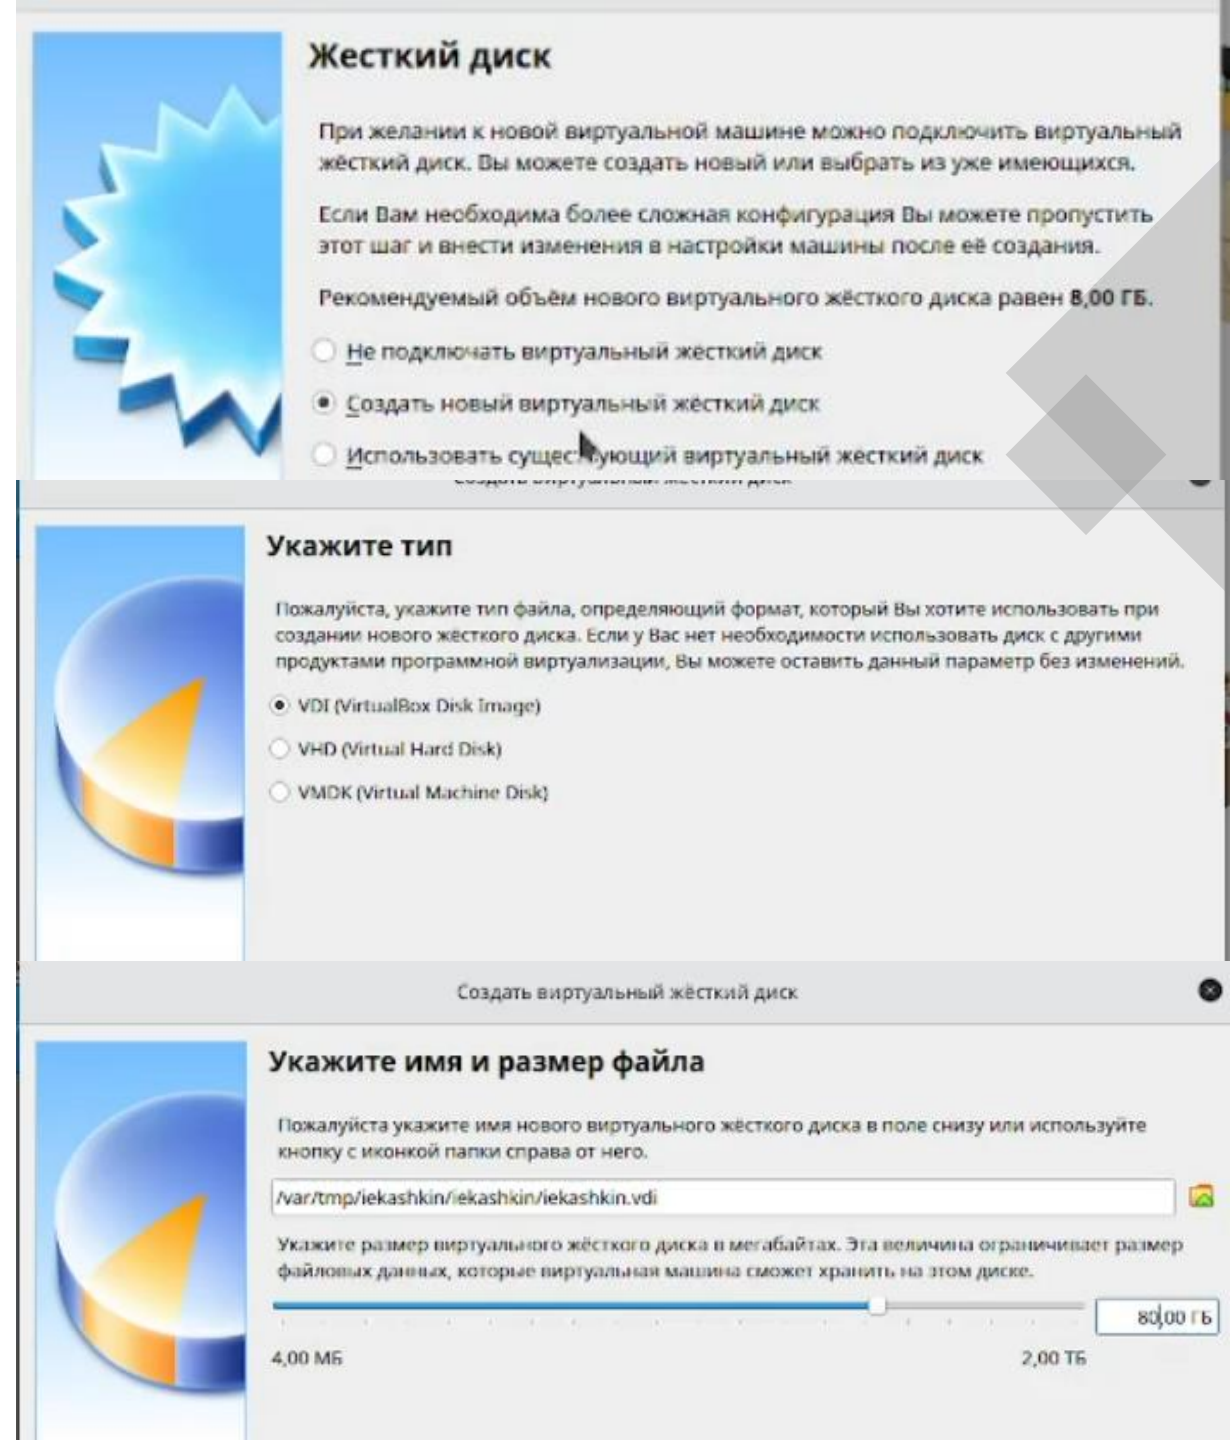 Жесткий диск
При желании к новой виртуальной машине можно подключить виртуальный
жёсткий диск. Вы можете создать новый или выбрать из уже имеющихся.
Если Вам необходима более сложная конфигурация Вы можете пропустить
этот шаг и внести изменения в настройки машины после её создания.
Рекомендуемый объём нового виртуального жёсткого диска равен 8,00 ГБ.
Не подключать виртуальный жёсткий диск
Создать новый виртуальный жёсткий диск
Использовать существующий виртуальный жёсткий диск
Создать виртуальный жёсткий диск
Укажите тип
Пожалуйста, укажите тип файла, определяющий формат, который Вы хотите использовать при
создании нового жёсткого диска. Если у Вас нет необходимости использовать диск с другими
продуктами программной виртуализации, Вы можете оставить данный параметр без изменений.
VDI (VirtualBox Disk Image)
VHD (Virtual Hard Disk)
VMDK (Virtual Machine Disk)
Создать виртуальный жёсткий диск
Укажите имя и размер файла
Пожалуйста укажите имя нового виртуального жёсткого диска в поле снизу или используйте
кнопку с иконкой папки справа от него.
/var/tmp/iekashkin/iekashkin/iekashkin.vdi
Укажите размер виртуального жёсткого диска в мегабайтах. Эта величина ограничивает размер
файловых данных, которые виртуальная машина сможет хранить на этом диске.
80,00 ГБ
4,00 МБ
2,00 ТБ